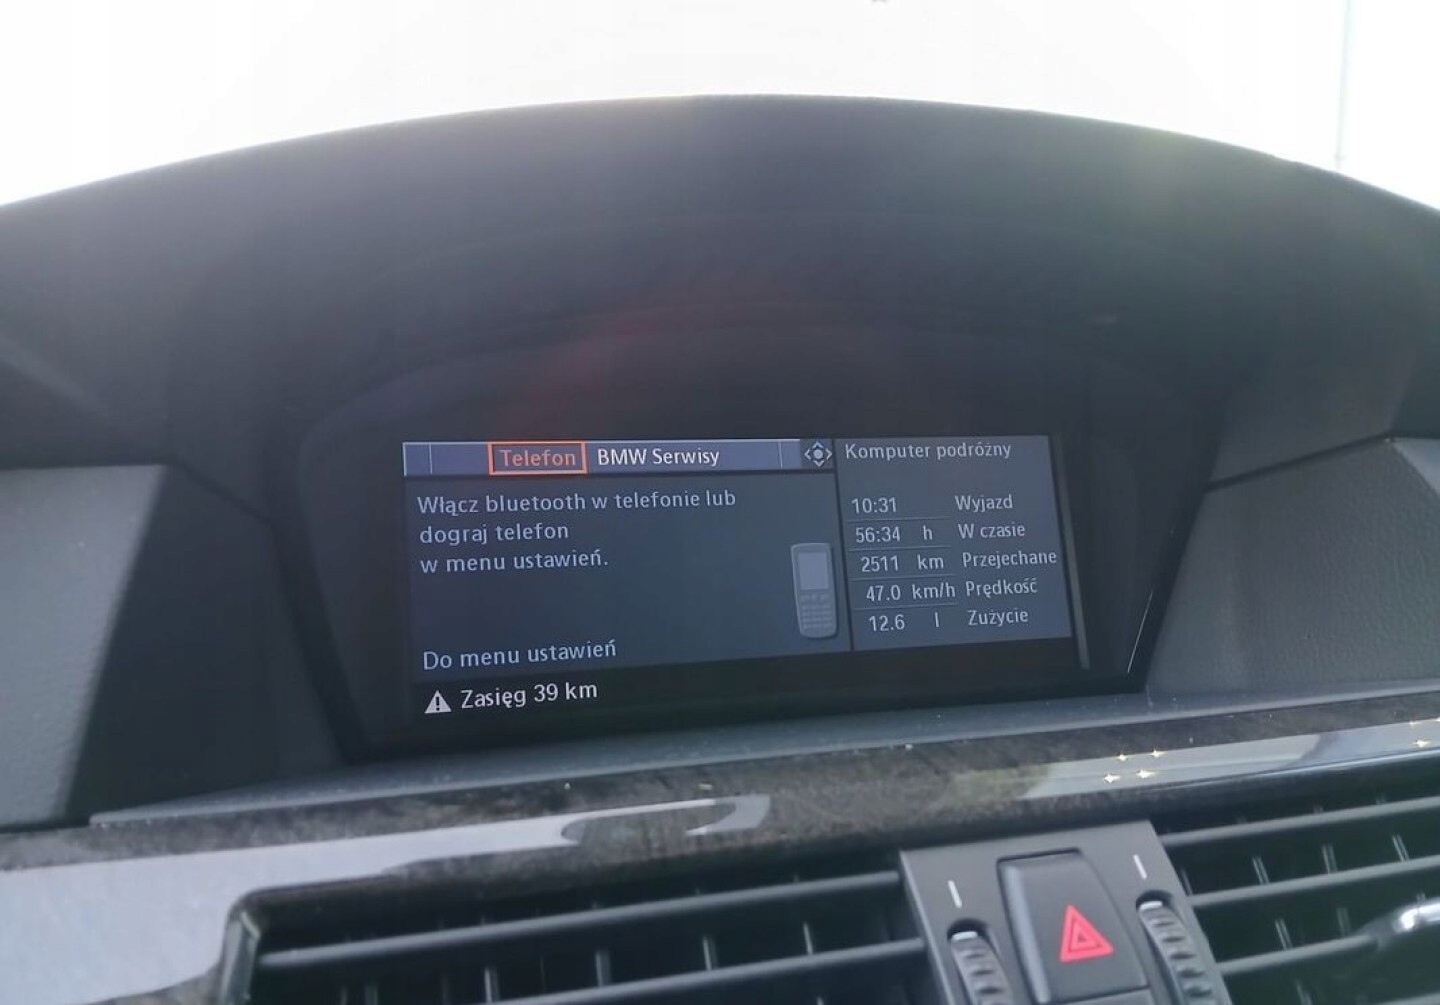 Telefon BMW Serwisy
Włącz bluetooth w telefonie lub
dograj telefon
w menu ustawień.
Do menu ustawień
Zasięg 39 km
Komputer podróżny
10:31 Wyjazd
56:34 h W czasie
2511 km Przejechane
47.0 km/h Prędkość
12.6 l Zużycie